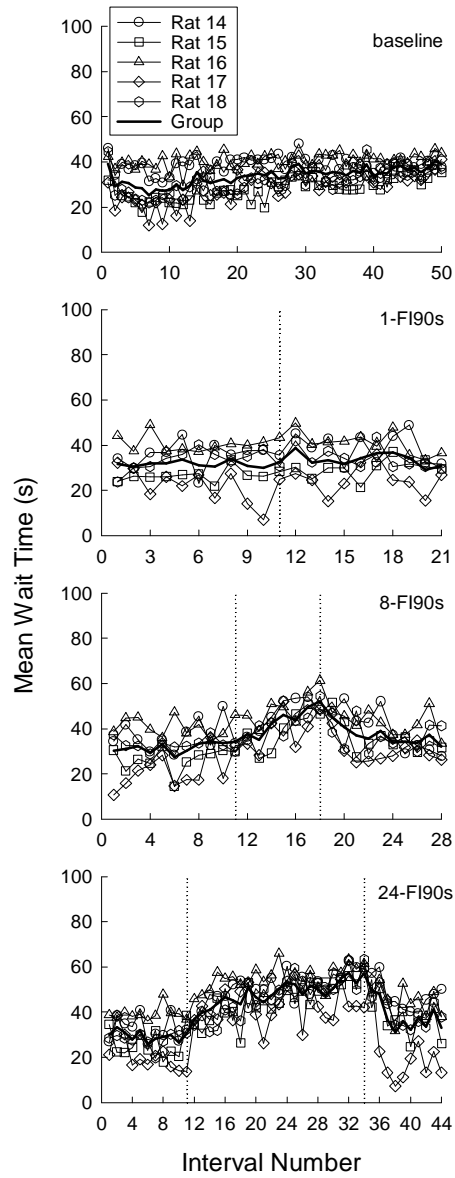 Rat 14
Rat 15
Rat 16
Rat 17
Rat 18
Group
baseline
100
80
60
40
20
0
0 10 20 30 40 50
1-FI90s
100
80
60
40
20
0
0 3 6 9 12 15 18 21
8-FI90s
100
80
60
40
20
0
0 4 8 12 16 20 24 28
24-FI90s
100
80
60
40
20
0
0 4 8 12 16 20 24 28 32 36 40 44
Mean Wait Time (s)
Interval Number